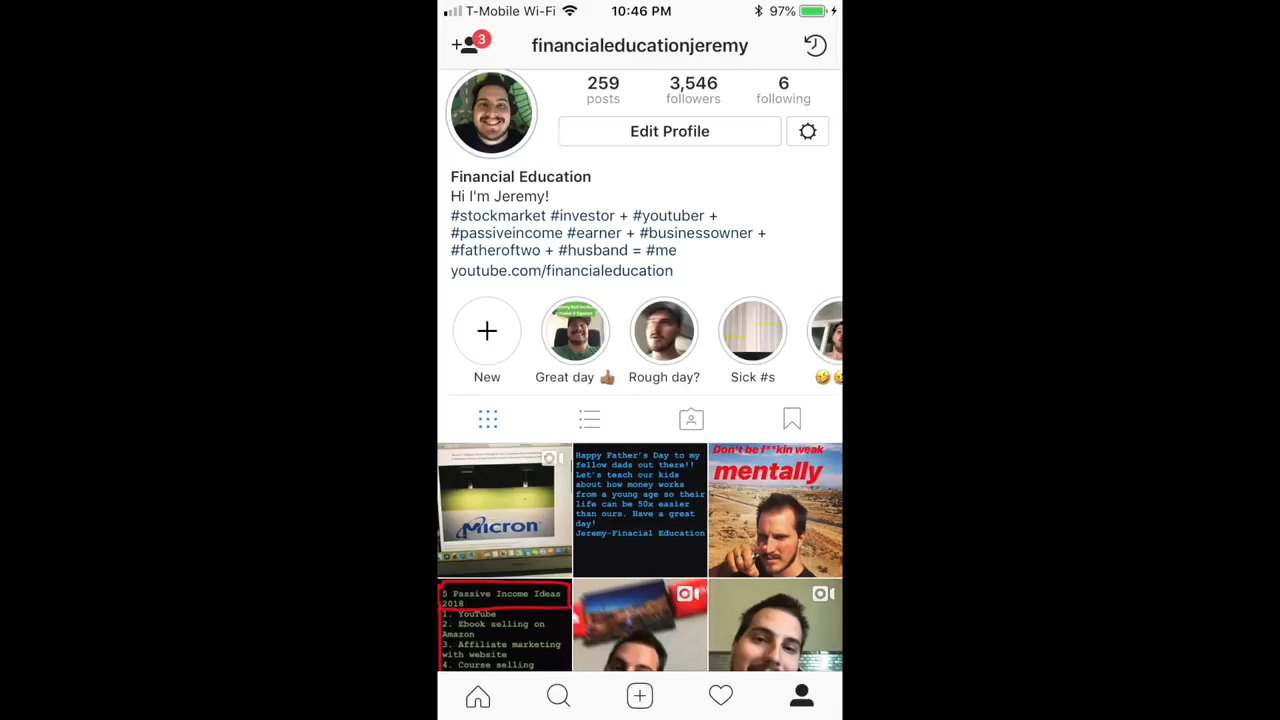 T-Mobile Wi-Fi 10:46 PM 97%
3 financialeducationjeremy
259 3,546 6
posts followers following
Edit Profile
Financial Education
Hi I'm Jeremy!
#stockmarket #investor + #youtuber +
#passiveincome #earner + #businessowner +
#fatheroftwo + #husband = #me
youtube.com/financialeducation
New Great day 👍🏽 Rough day? Sick #s 🤣
Micron
Happy Father's Day to my
fellow dads out there!!
Let's teach our kids
about how money works
from a young age so their
life can be 50x easier
than ours. Have a great
day!
Jeremy-Finacial Education
Don't be f**kin weak
mentally
5 Passive Income Ideas
2018
1. YouTube
2. Ebook selling on
Amazon
3. Affiliate marketing
with website
4. Course selling